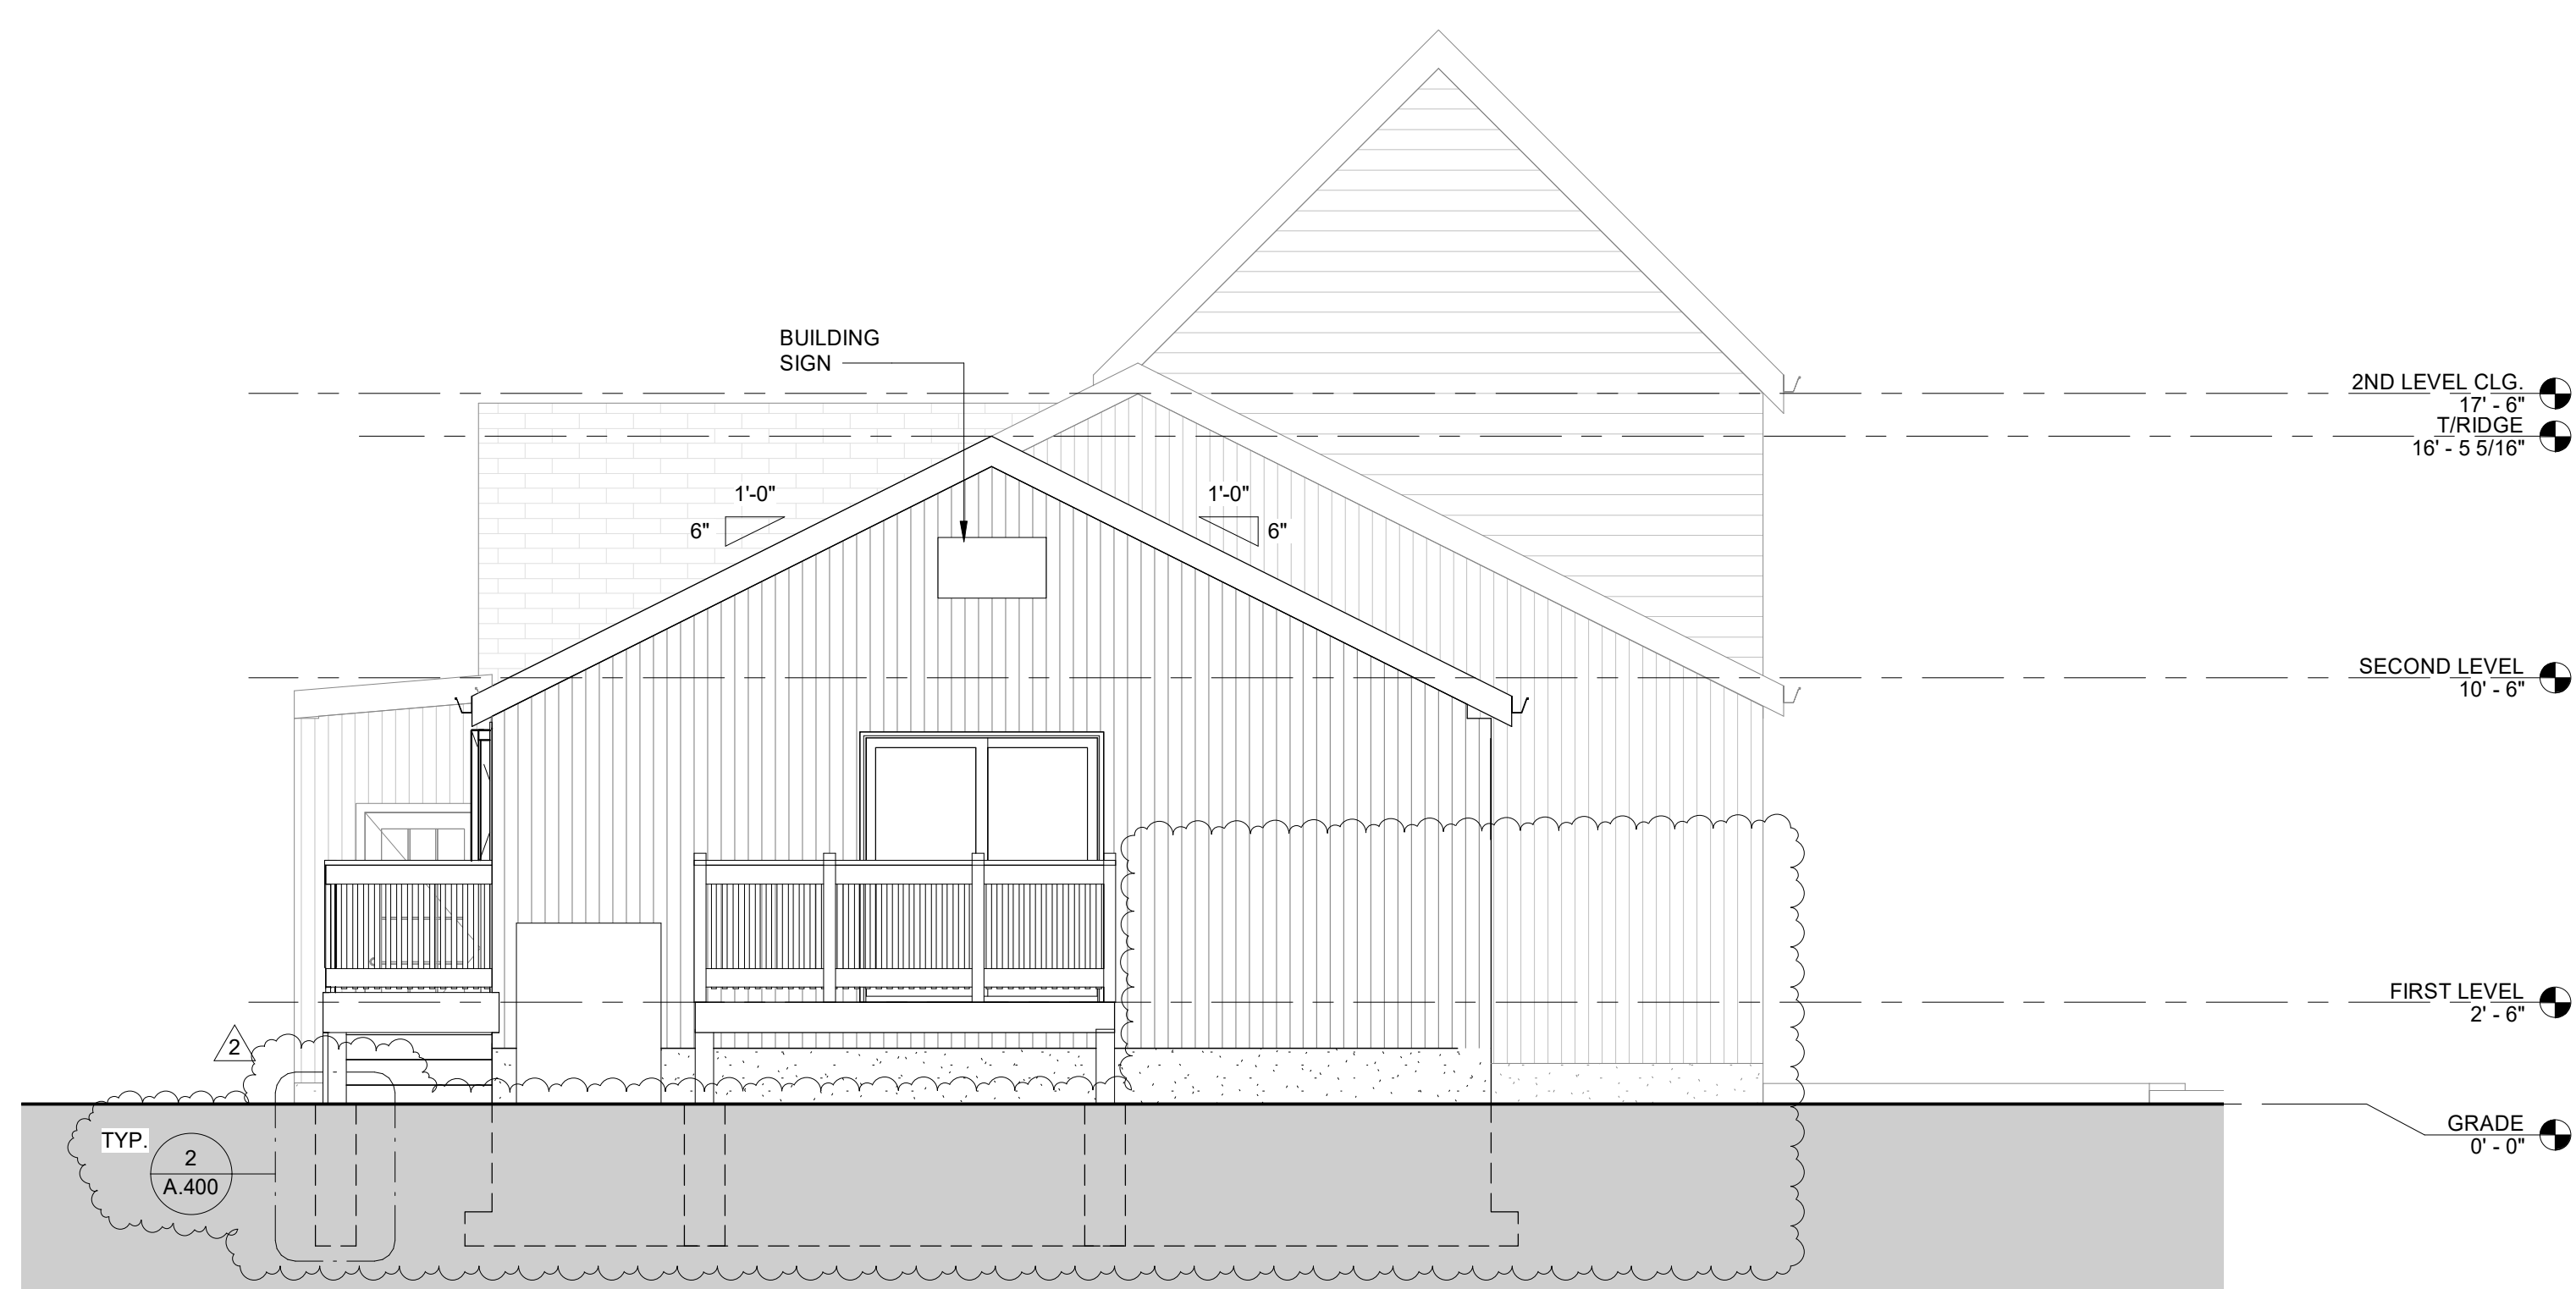 BUILDING
SIGN
2ND LEVEL CLG.
17' - 6"
T/RIDGE
16' - 5 5/16"
1'-0"
6"
1'-0"
6"
SECOND LEVEL
10' - 6"
FIRST LEVEL
2' - 6"
2
GRADE
0' - 0"
TYP.
2
A.400